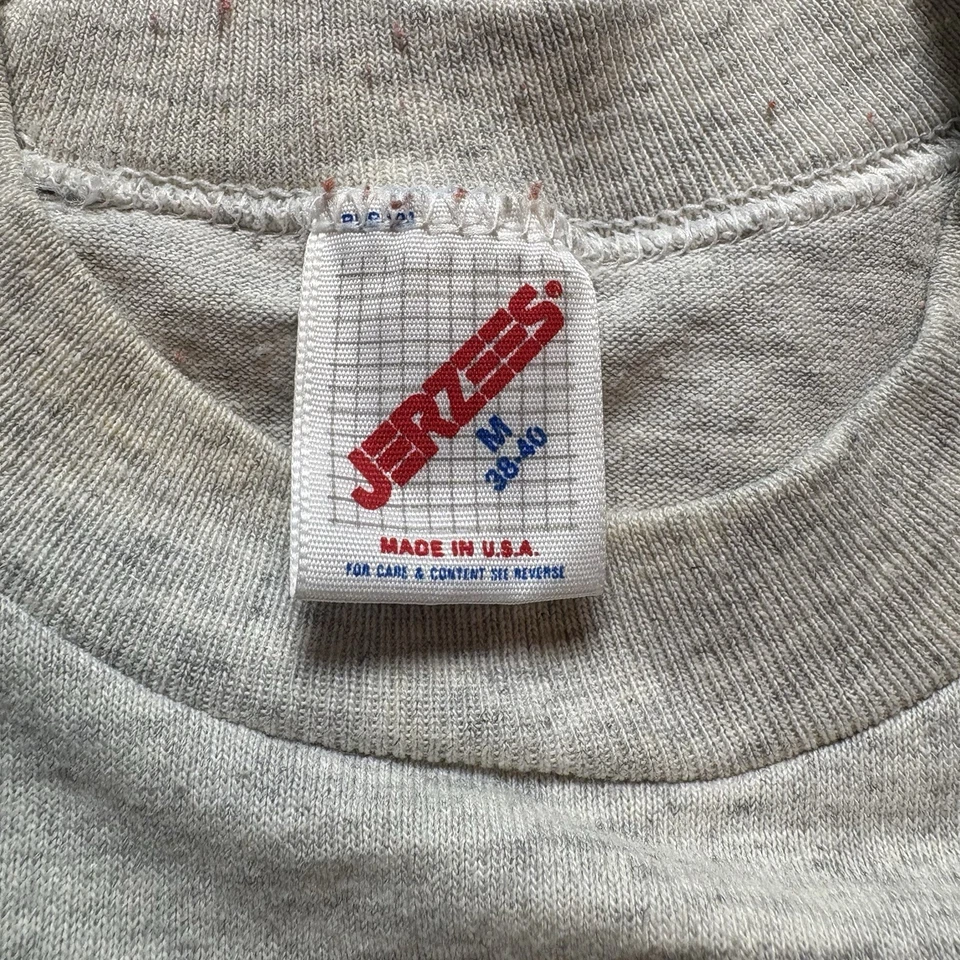 JERZEES.
M
38-40
MADE IN U.S.A.
FOR CARE & CONTENT SEE REVERSE